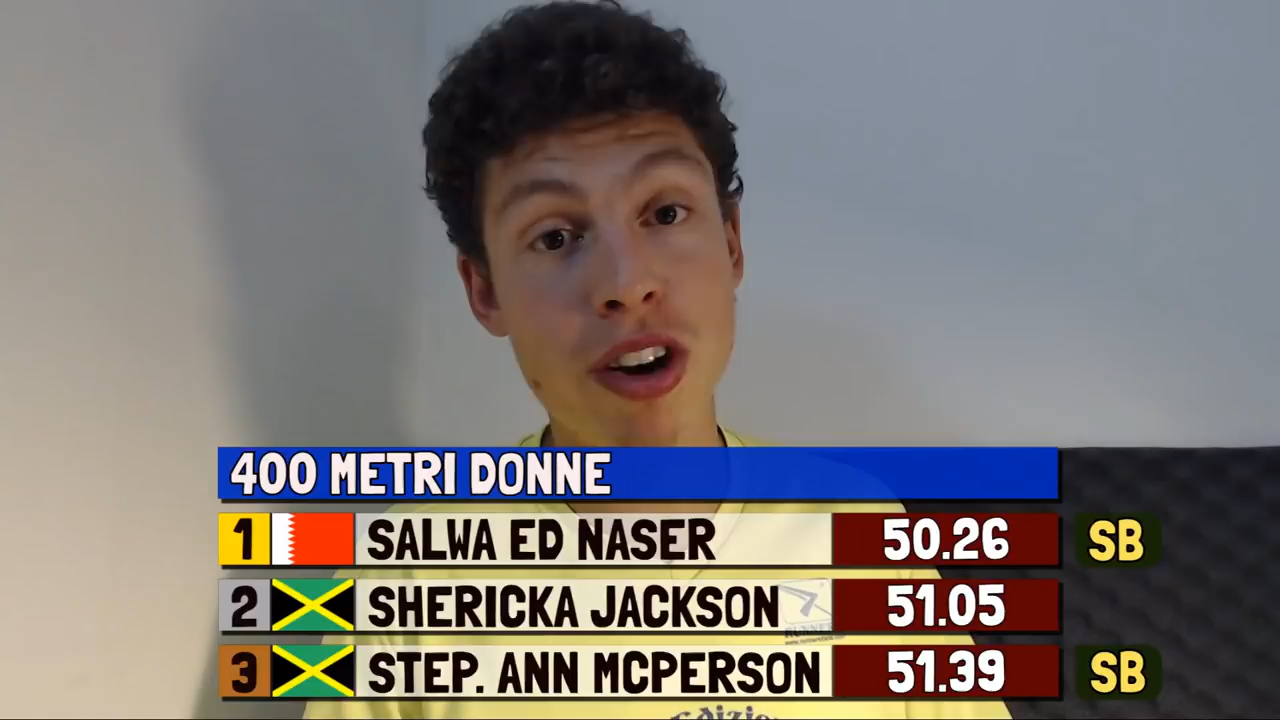 400 METRI DONNE
1 SALWA ED NASER 50.26 SB
2 SHERICKA JACKSON 51.05
3 STEP. ANN MCPERSON 51.39 SB
Edizio